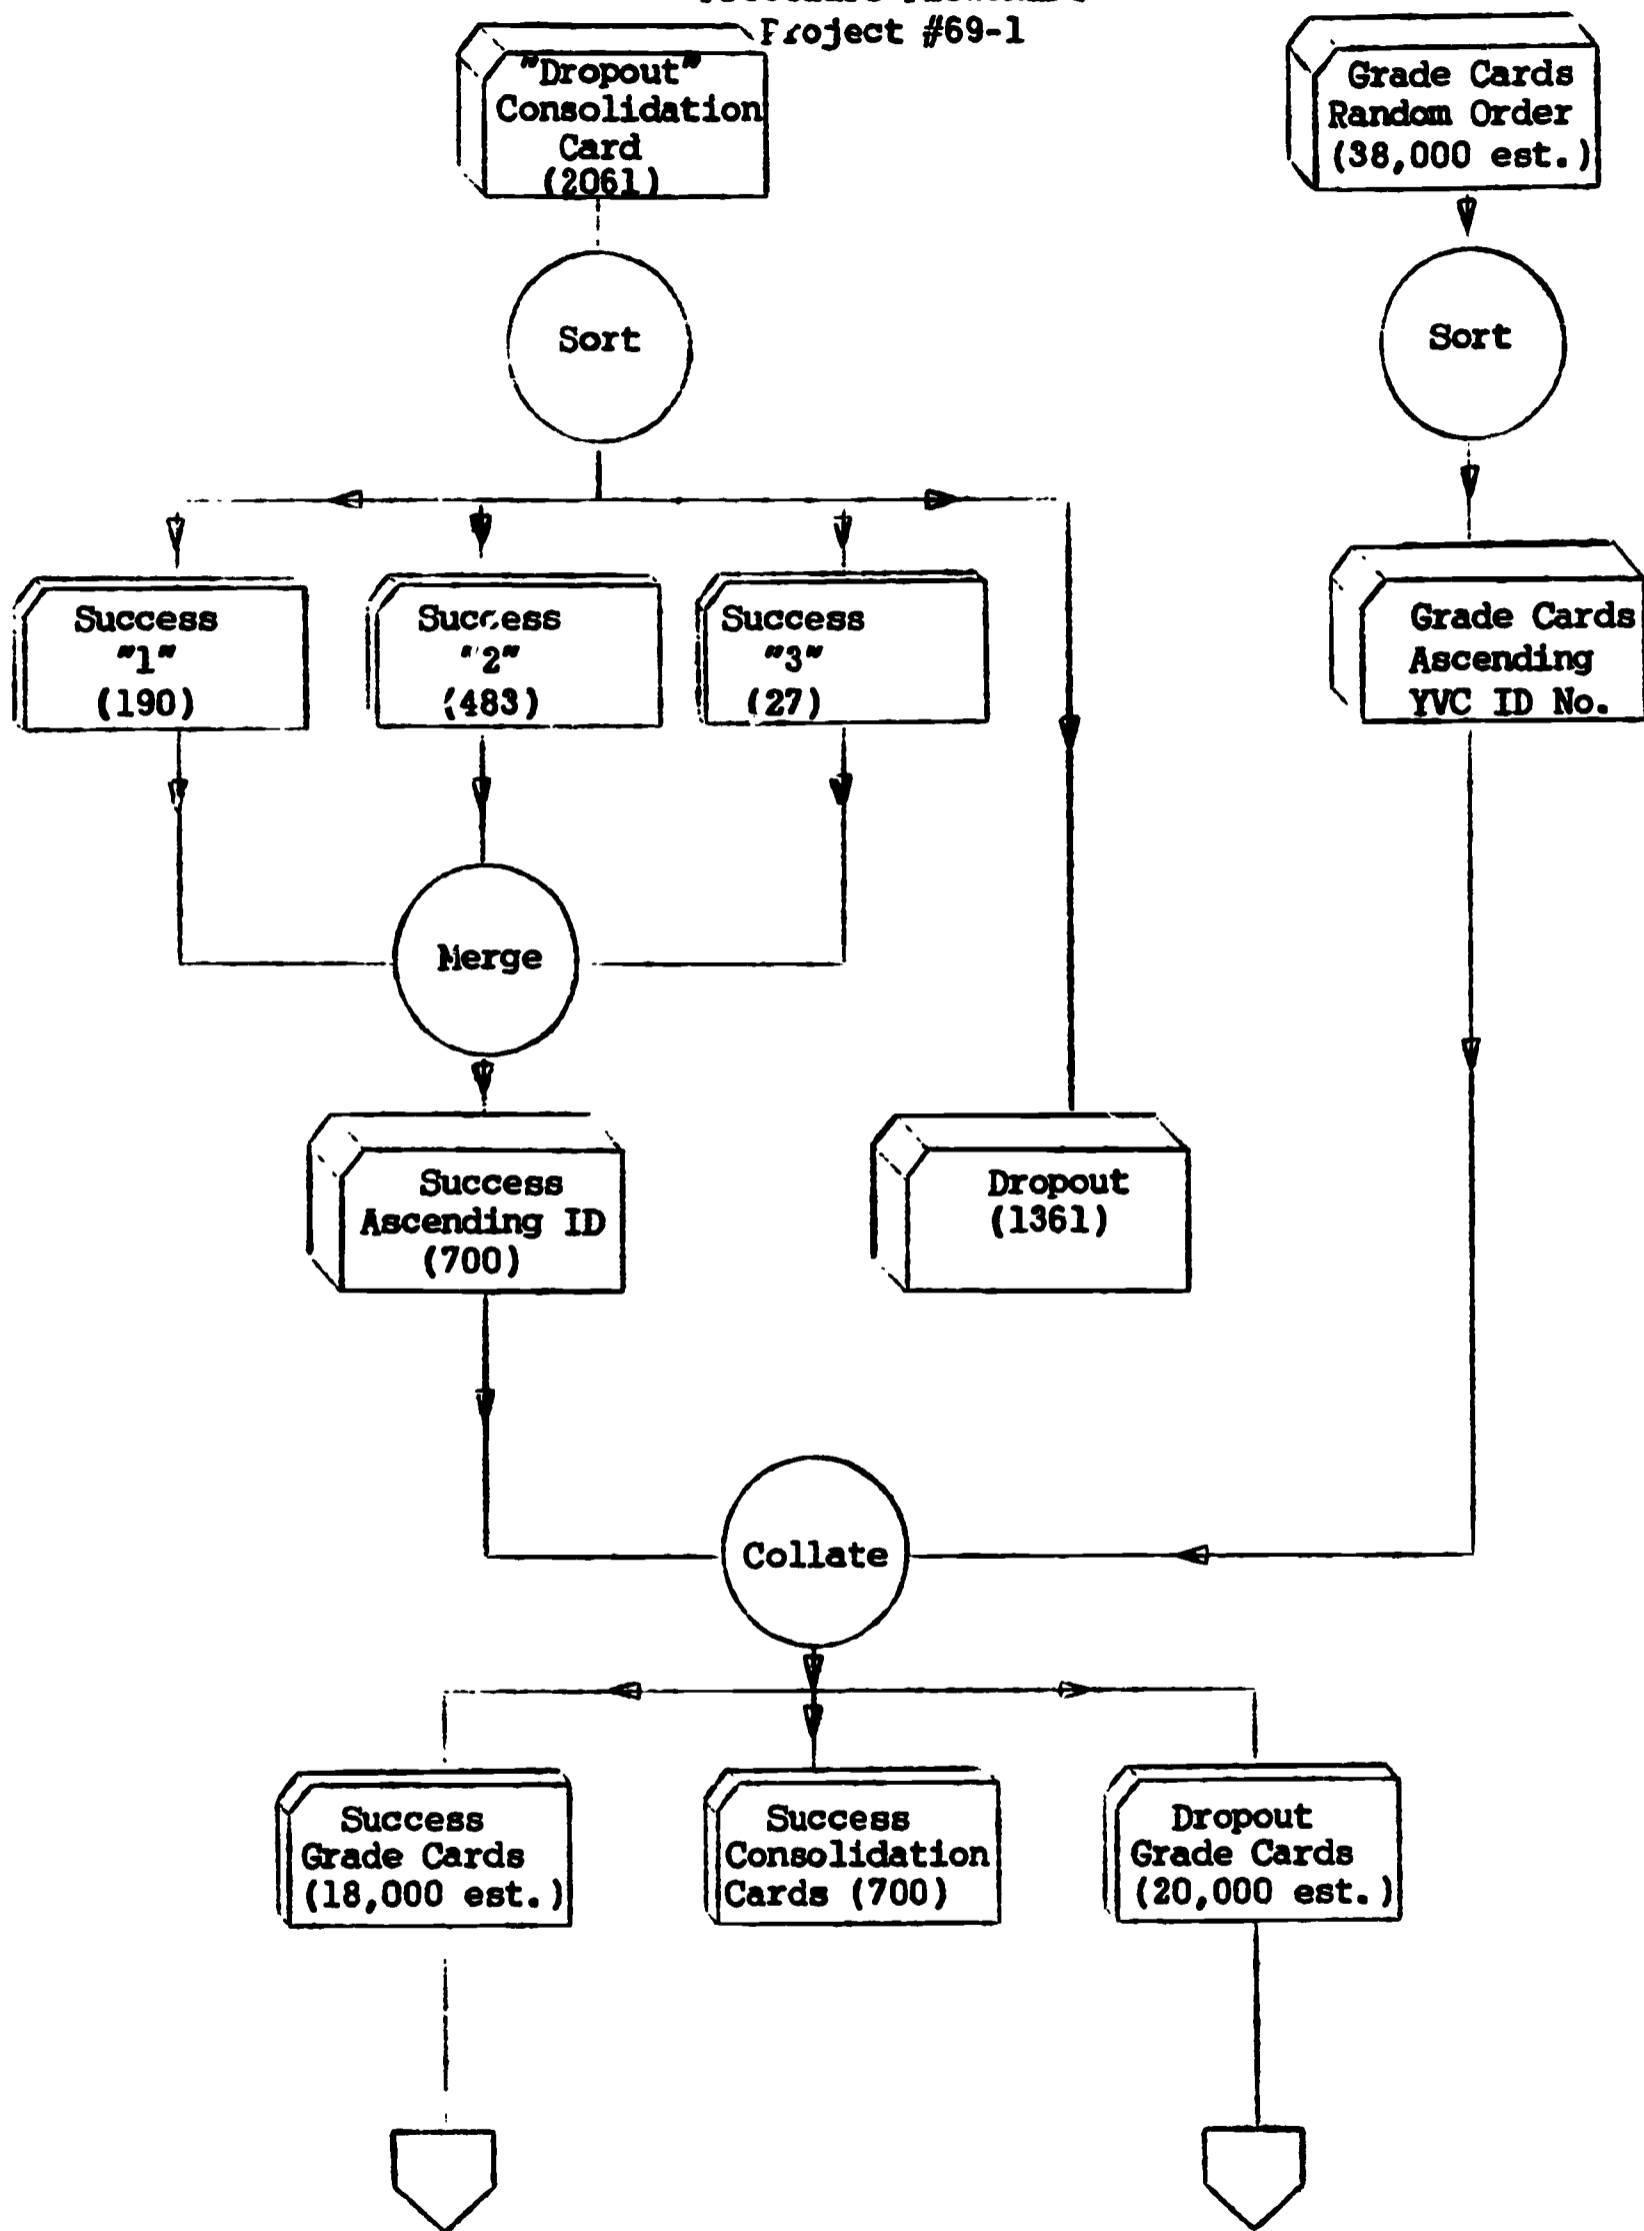 Project #69-1
"Dropout"
Consolidation
Card
(2061)
Grade Cards
Random Order
(38,000 est.)
Sort
Sort
Success
"1"
(190)
Success
"2"
(483)
Success
"3"
(27)
Grade Cards
Ascending
YVC ID No.
Merge
Success
Ascending ID
(700)
Dropout
(1361)
Collate
Success
Grade Cards
(18,000 est.)
Success
Consolidation
Cards (700)
Dropout
Grade Cards
(20,000 est.)